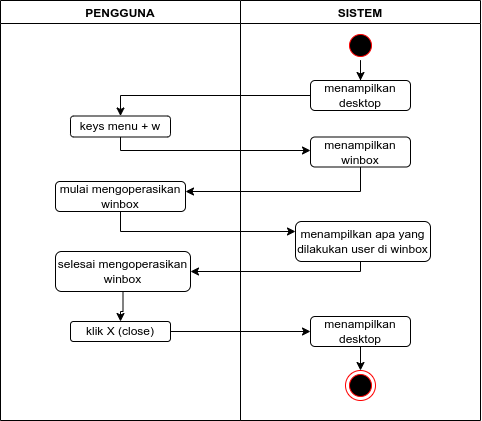 PENGGUNA
SISTEM
menampilkan
desktop
keys menu + w
menampilkan
winbox
mulai mengoperasikan
winbox
menampilkan apa yang
dilakukan user di winbox
selesai mengoperasikan
winbox
klik X (close)
menampilkan
desktop